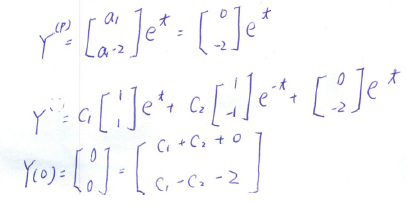 Y^(P) = [a₁ ; a₁-2] e^t = [0 ; -2] e^t
Y = C₁ [1 ; 1] e^t + C₂ [1 ; -1] e^-t + [0 ; -2] e^t
Y(0) = [0 ; 0] = [C₁ + C₂ + 0 ; C₁ - C₂ - 2]